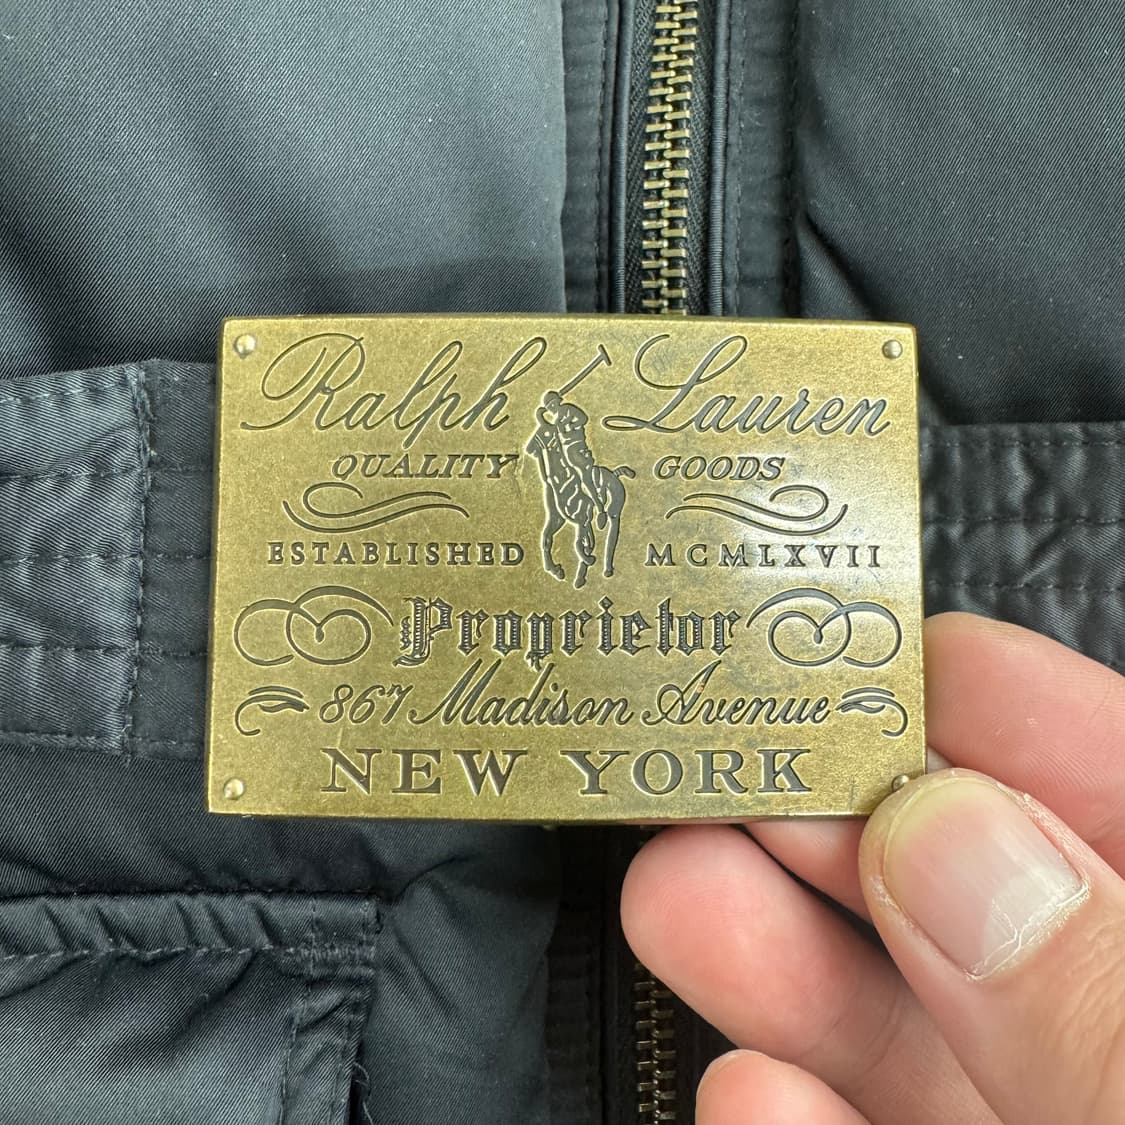 Ralph Lauren
QUALITY GOODS
ESTABLISHED MCMLXVII
Proprietor
867 Madison Avenue
NEW YORK